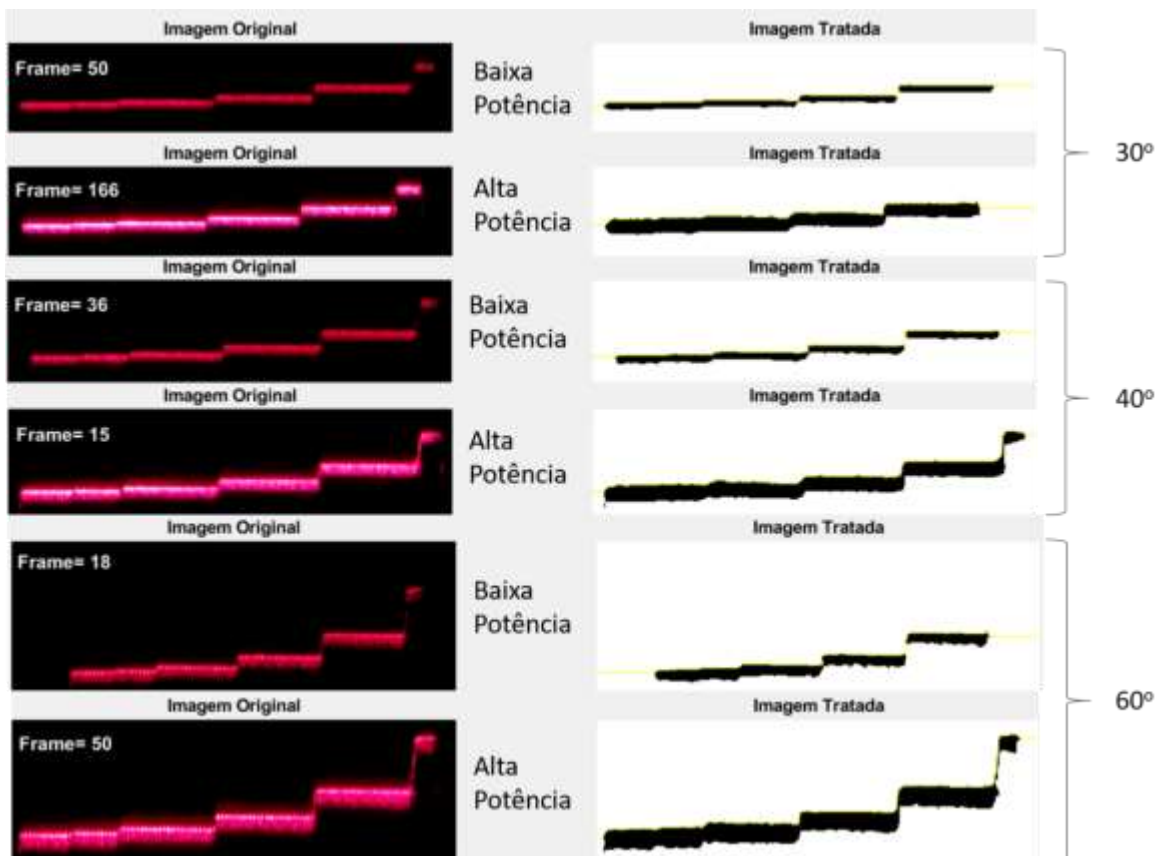 Imagem Original
Imagem Tratada
Frame= 50
Baixa
Potência
30º
Imagem Original
Imagem Tratada
Frame= 166
Alta
Potência
Imagem Original
Imagem Tratada
Frame= 36
Baixa
Potência
40º
Imagem Original
Imagem Tratada
Frame= 15
Alta
Potência
Imagem Original
Imagem Tratada
Frame= 18
Baixa
Potência
60º
Imagem Original
Imagem Tratada
Frame= 50
Alta
Potência